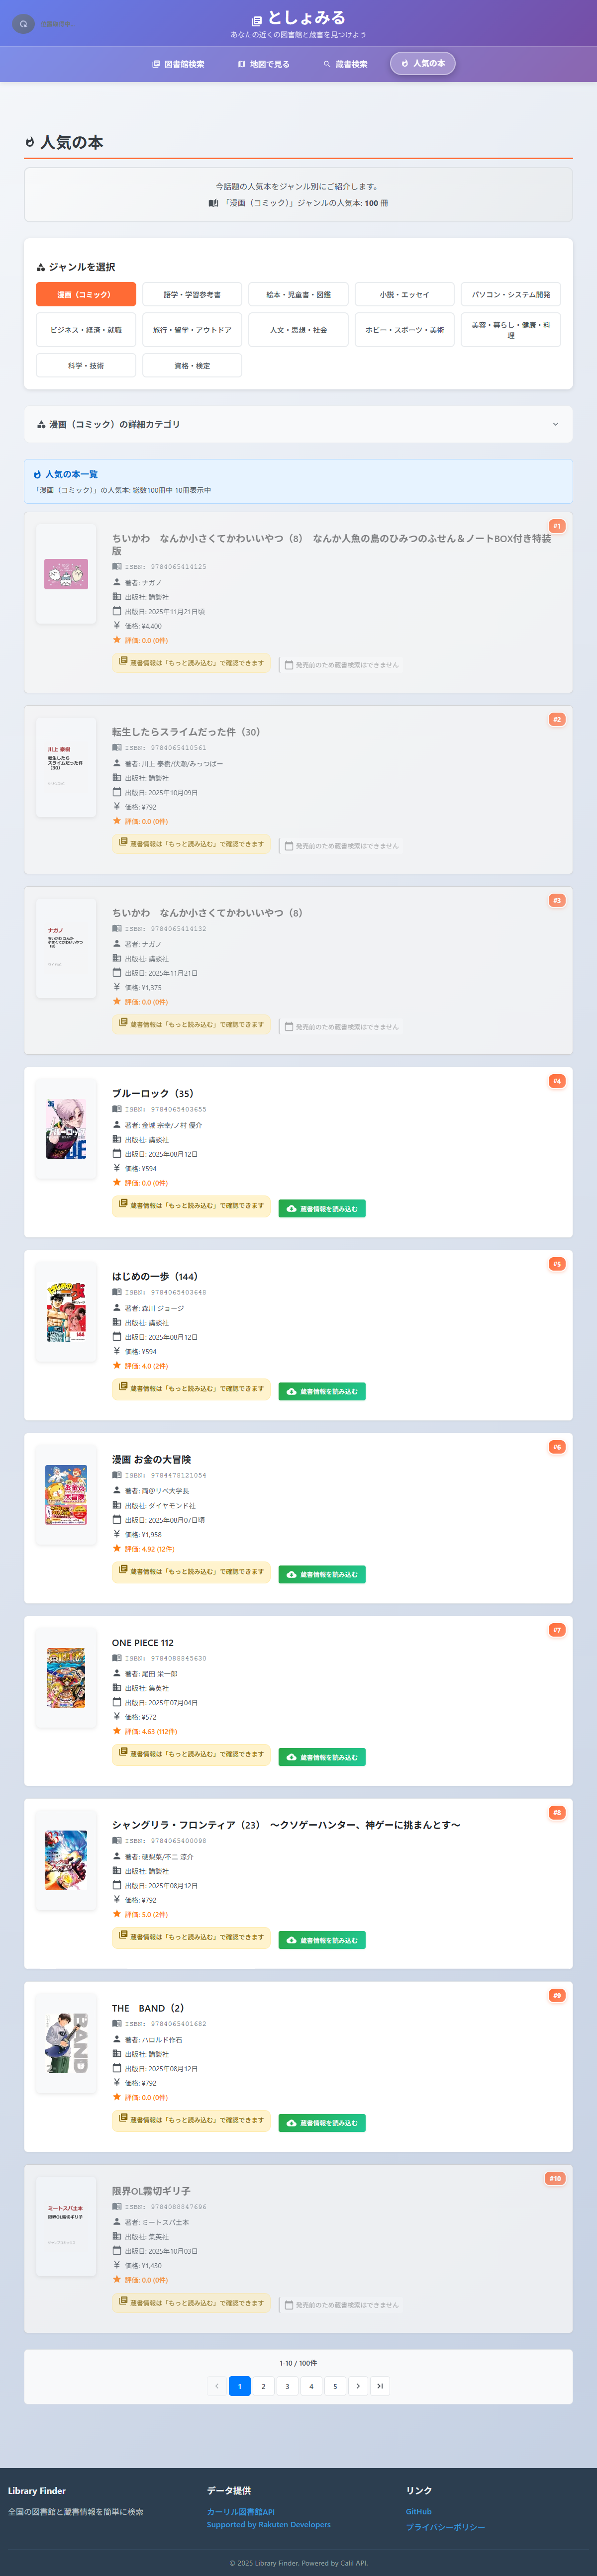 としょみる
あなたの近くの図書館と蔵書を見つけよう
図書館検索
地図で見る
蔵書検索
人気の本
人気の本
今話題の人気本をジャンル別にご紹介します。
「漫画（コミック）」ジャンルの人気本: 100 冊
ジャンルを選択
漫画（コミック）
語学・学習参考書
絵本・児童書・図鑑
小説・エッセイ
パソコン・システム開発
ビジネス・経済・就職
旅行・留学・アウトドア
人文・思想・社会
ホビー・スポーツ・美術
美容・暮らし・健康・料
理
科学・技術
資格・検定
漫画（コミック）の詳細カテゴリ
人気の本一覧
「漫画（コミック）」の人気本: 総数100冊中 10冊表示中
#1
ちいかわ　なんか小さくてかわいいやつ（8）　なんか人魚の島のひみつのふせん＆ノートBOX付き特装
版
ISBN: 9784065414125
著者: ナガノ
出版社: 講談社
出版日: 2025年11月21日頃
価格: ¥4,400
評価: 0.0 (0件)
蔵書情報は「もっと読み込む」で確認できます
発売前のため蔵書検索はできません
#2
川上 泰樹
転生したら
スライムだった件
（30）
転生したらスライムだった件（30）
ISBN: 9784065410561
著者: 川上 泰樹/伏瀬/みっつばー
出版社: 講談社
出版日: 2025年10月09日
価格: ¥792
評価: 0.0 (0件)
蔵書情報は「もっと読み込む」で確認できます
発売前のため蔵書検索はできません
#3
ナガノ
ちいかわ なんか
小さくてかわいいやつ
（8）
ちいかわ　なんか小さくてかわいいやつ（8）
ISBN: 9784065414132
著者: ナガノ
出版社: 講談社
出版日: 2025年11月21日
価格: ¥1,375
評価: 0.0 (0件)
蔵書情報は「もっと読み込む」で確認できます
発売前のため蔵書検索はできません
#4
ブルーロック（35）
ISBN: 9784065403655
著者: 金城 宗幸/ノ村 優介
出版社: 講談社
出版日: 2025年08月12日
価格: ¥594
評価: 0.0 (0件)
蔵書情報は「もっと読み込む」で確認できます
蔵書情報を読み込む
#5
はじめの一歩（144）
ISBN: 9784065403648
著者: 森川 ジョージ
出版社: 講談社
出版日: 2025年08月12日
価格: ¥594
評価: 4.0 (2件)
蔵書情報は「もっと読み込む」で確認できます
蔵書情報を読み込む
#6
漫画 お金の大冒険
ISBN: 9784478121054
著者: 両＠リベ大学長
出版社: ダイヤモンド社
出版日: 2025年08月07日頃
価格: ¥1,958
評価: 4.92 (12件)
蔵書情報は「もっと読み込む」で確認できます
蔵書情報を読み込む
#7
ONE PIECE 112
ISBN: 9784088845630
著者: 尾田 栄一郎
出版社: 集英社
出版日: 2025年07月04日
価格: ¥572
評価: 4.63 (112件)
蔵書情報は「もっと読み込む」で確認できます
蔵書情報を読み込む
#8
シャングリラ・フロンティア（23）　〜クソゲーハンター、神ゲーに挑まんとす〜
ISBN: 9784065400098
著者: 硬梨菜/不二 涼介
出版社: 講談社
出版日: 2025年08月12日
価格: ¥792
評価: 5.0 (2件)
蔵書情報は「もっと読み込む」で確認できます
蔵書情報を読み込む
#9
BAND
THE　BAND（2）
ISBN: 9784065401682
著者: ハロルド作石
出版社: 講談社
出版日: 2025年08月12日
価格: ¥792
評価: 0.0 (0件)
蔵書情報は「もっと読み込む」で確認できます
蔵書情報を読み込む
#10
ミートスパ土本
限界OL霧切ギリ子
限界OL霧切ギリ子
ISBN: 9784088847696
著者: ミートスパ土本
出版社: 集英社
出版日: 2025年10月03日
価格: ¥1,430
評価: 0.0 (0件)
蔵書情報は「もっと読み込む」で確認できます
発売前のため蔵書検索はできません
1-10 / 100件
1
2
3
4
5
Library Finder
全国の図書館と蔵書情報を簡単に検索
データ提供
カーリル図書館API
Supported by Rakuten Developers
リンク
GitHub
プライバシーポリシー
© 2025 Library Finder. Powered by Calil API.